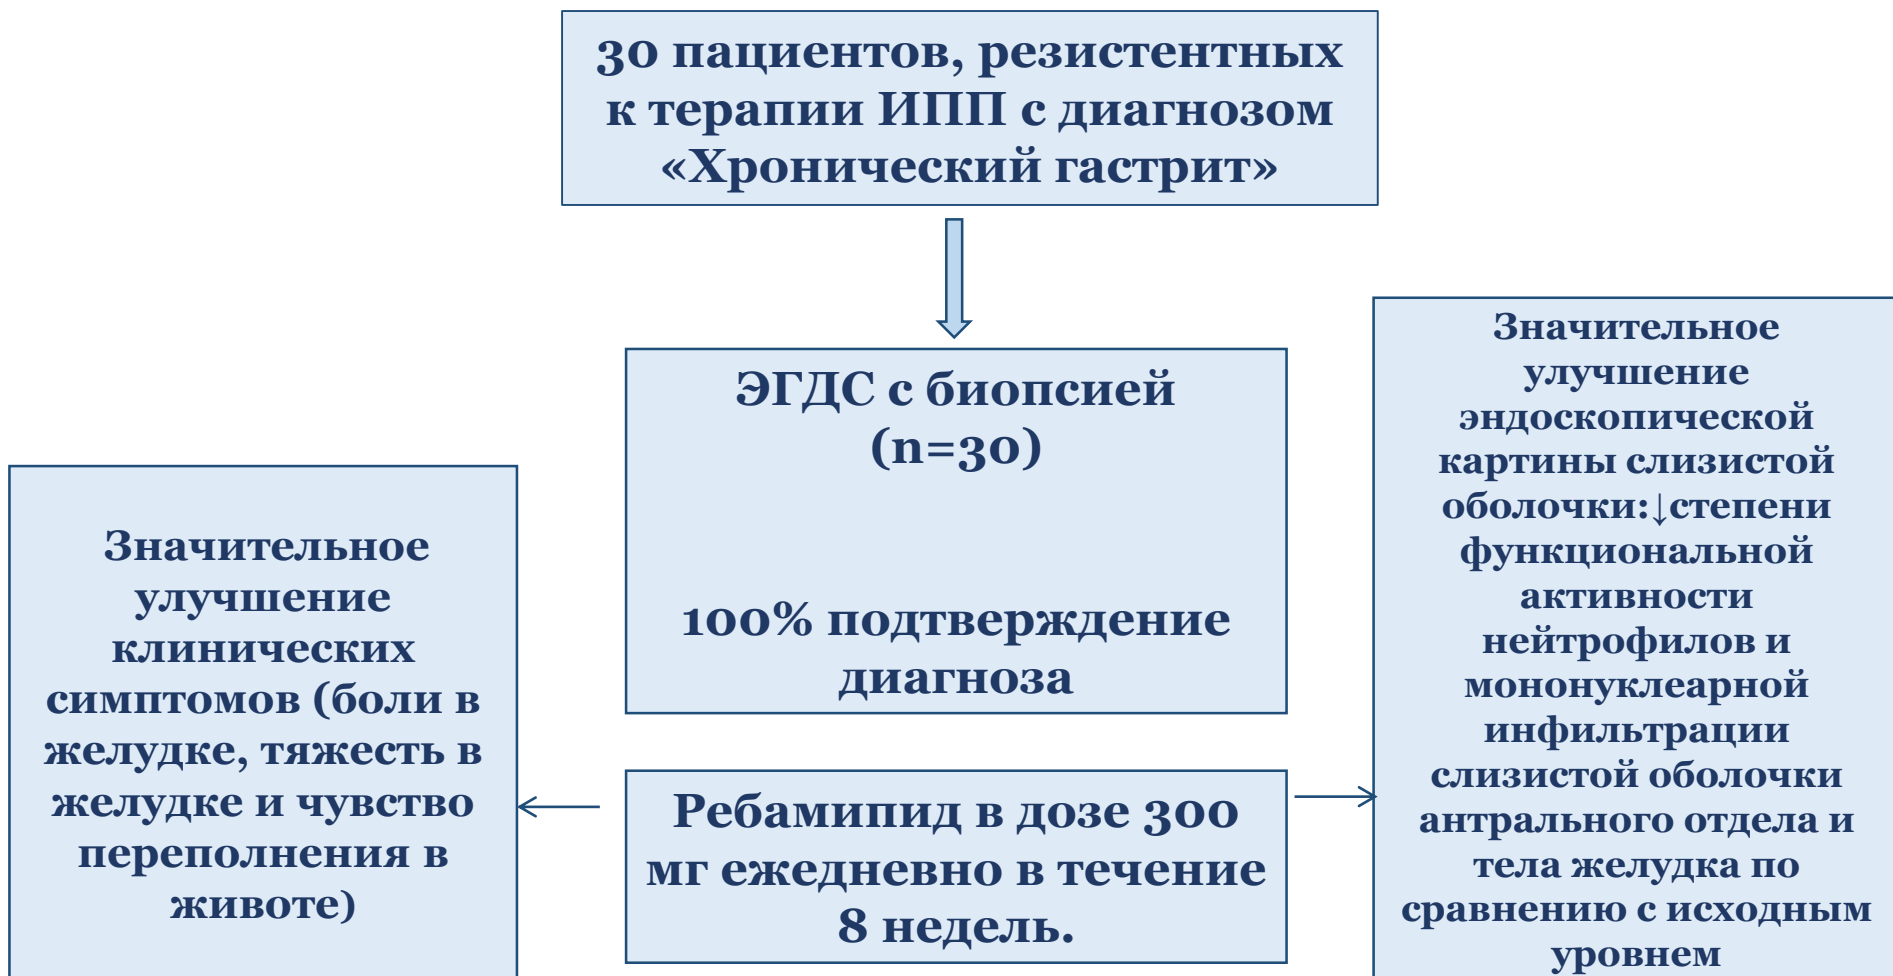 30 пациентов, резистентных
к терапии ИПП с диагнозом
«Хронический гастрит»
ЭГДС с биопсией
(n=30)
100% подтверждение
диагноза
Значительное
улучшение
клинических
симптомов (боли в
желудке, тяжесть в
желудке и чувство
переполнения в
животе)
Ребамипид в дозе 300
мг ежедневно в течение
8 недель.
Значительное
улучшение
эндоскопической
картины слизистой
оболочки:↓степени
функциональной
активности
нейтрофилов и
мононуклеарной
инфильтрации
слизистой оболочки
антрального отдела и
тела желудка по
сравнению с исходным
уровнем